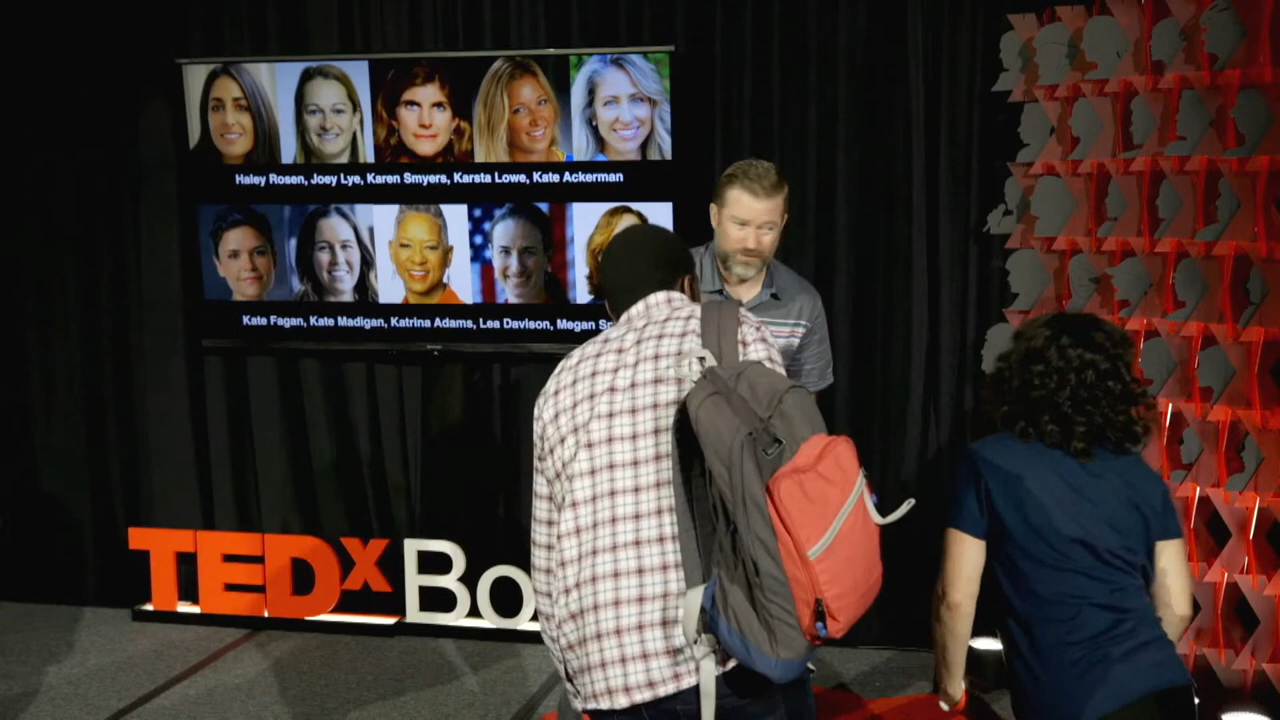 Haley Rosen, Joey Lye, Karen Smyers, Karsta Lowe, Kate Ackerman
Kate Fagan, Kate Madigan, Katrina Adams, Lea Davison, Megan
TEDxBo